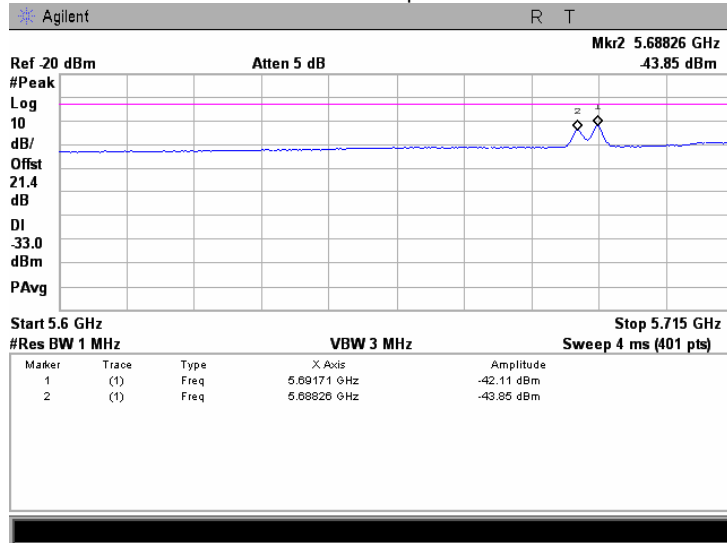 Agilent R T
Mkr2 5.68826 GHz
Ref -20 dBm Atten 5 dB -43.85 dBm
#Peak
Log
10
dB/
Offst
21.4
dB
DI
-33.0
dBm
PAvg
2 1
Start 5.6 GHz Stop 5.715 GHz
#Res BW 1 MHz VBW 3 MHz Sweep 4 ms (401 pts)
Marker Trace Type X Axis Amplitude
1 (1) Freq 5.69171 GHz -42.11 dBm
2 (1) Freq 5.68826 GHz -43.85 dBm